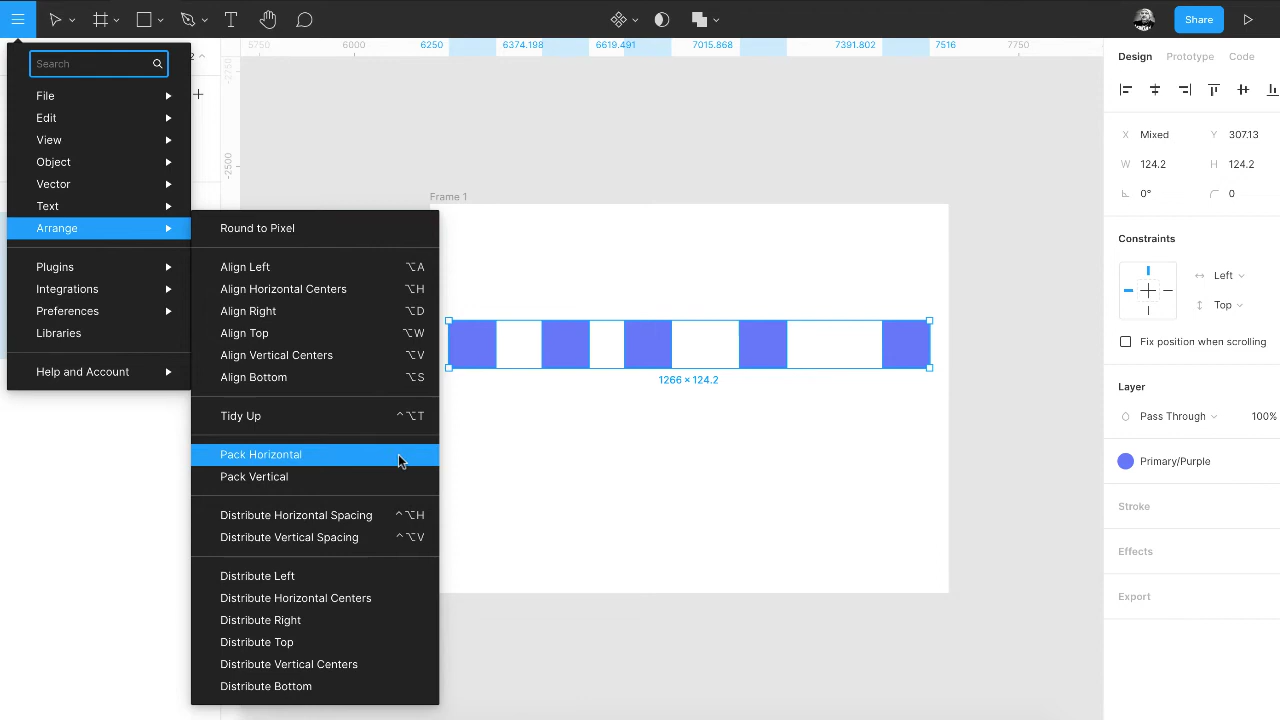 Share
5750
6000
6250
6374.198
6619.491
7015.868
7391.802
7516
7750
Search
2
Design Prototype Code
-2750
File
Edit
View
Object
Vector
Text
Arrange
Plugins
Integrations
Preferences
Libraries
Help and Account
-2500
Frame 1
Round to Pixel
Align Left ⌥A
Align Horizontal Centers ⌥H
Align Right ⌥D
Align Top ⌥W
Align Vertical Centers ⌥V
Align Bottom ⌥S
Tidy Up ^⌥T
Pack Horizontal
Pack Vertical
Distribute Horizontal Spacing ^⌥H
Distribute Vertical Spacing ^⌥V
Distribute Left
Distribute Horizontal Centers
Distribute Right
Distribute Top
Distribute Vertical Centers
Distribute Bottom
1266 × 124.2
X Mixed Y 307.13
W 124.2 H 124.2
0° 0
Constraints
Left
Top
Fix position when scrolling
Layer
Pass Through 100%
Primary/Purple
Stroke
Effects
Export